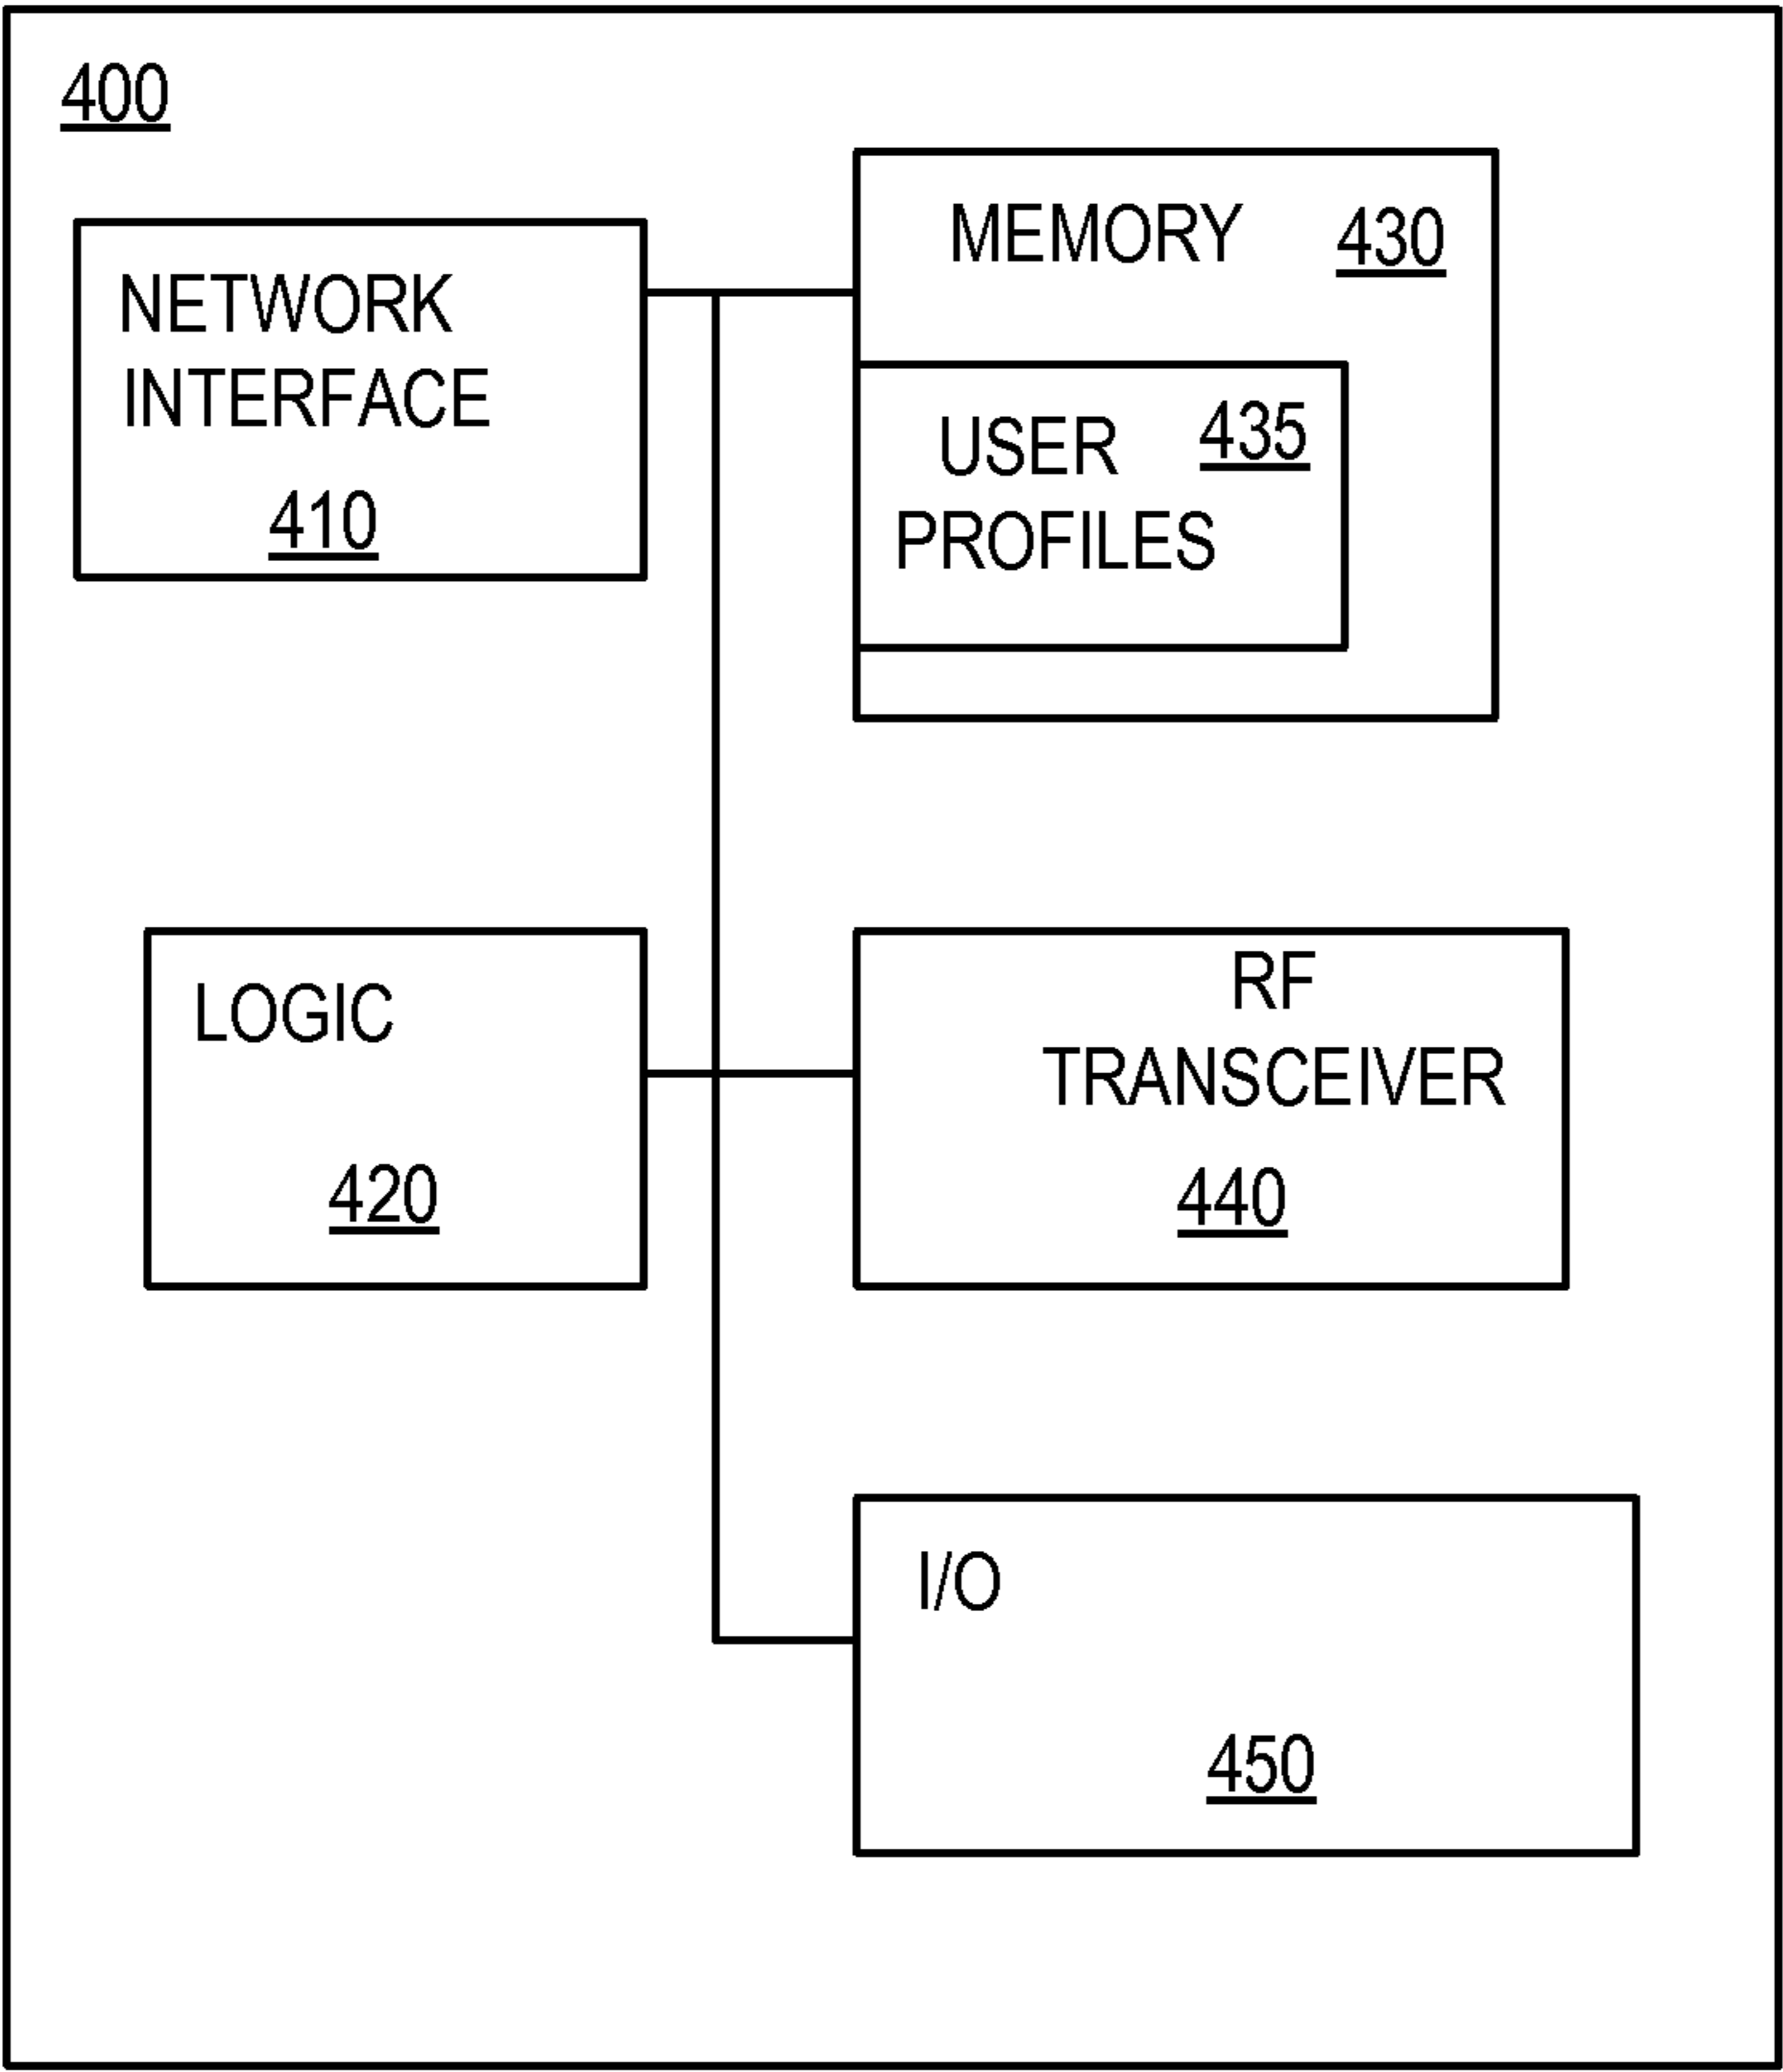 400
NETWORK
INTERFACE
410
MEMORY 430
USER 435
PROFILES
LOGIC
420
RF
TRANSCEIVER
440
I/O
450